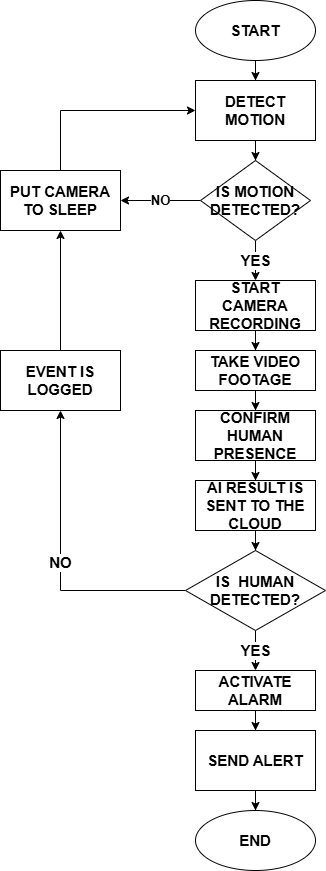 START
DETECT
MOTION
IS MOTION
DETECTED?
NO
PUT CAMERA
TO SLEEP
YES
START
CAMERA
RECORDING
TAKE VIDEO
FOOTAGE
EVENT IS
LOGGED
CONFIRM
HUMAN
PRESENCE
AI RESULT IS
SENT TO THE
CLOUD
IS HUMAN
DETECTED?
NO
YES
ACTIVATE
ALARM
SEND ALERT
END